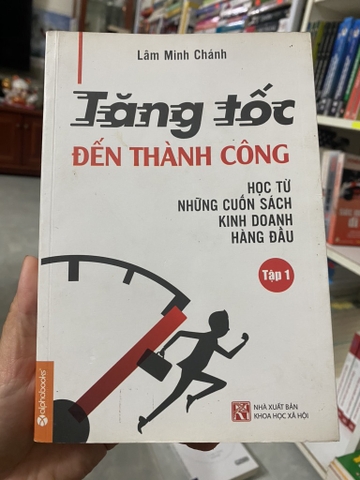 Lâm Minh Chánh
Tăng tốc
ĐẾN THÀNH CÔNG
HỌC TỪ
NHỮNG CUỐN SÁCH
KINH DOANH
HÀNG ĐẦU
Tập 1
alphabooks
NHÀ XUẤT BẢN
KHOA HỌC XÃ HỘI